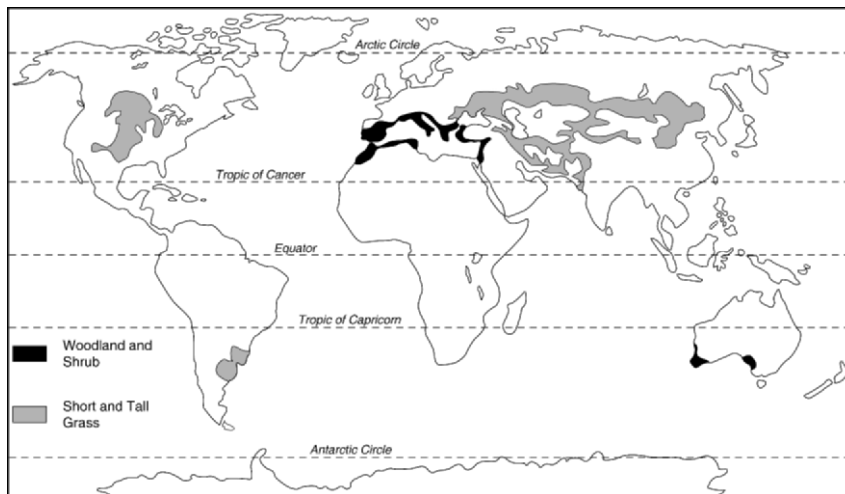 Arctic Circle
Tropic of Cancer
Equator
Tropic of Capricorn
Woodland and
Shrub
Short and Tall
Grass
Antarctic Circle